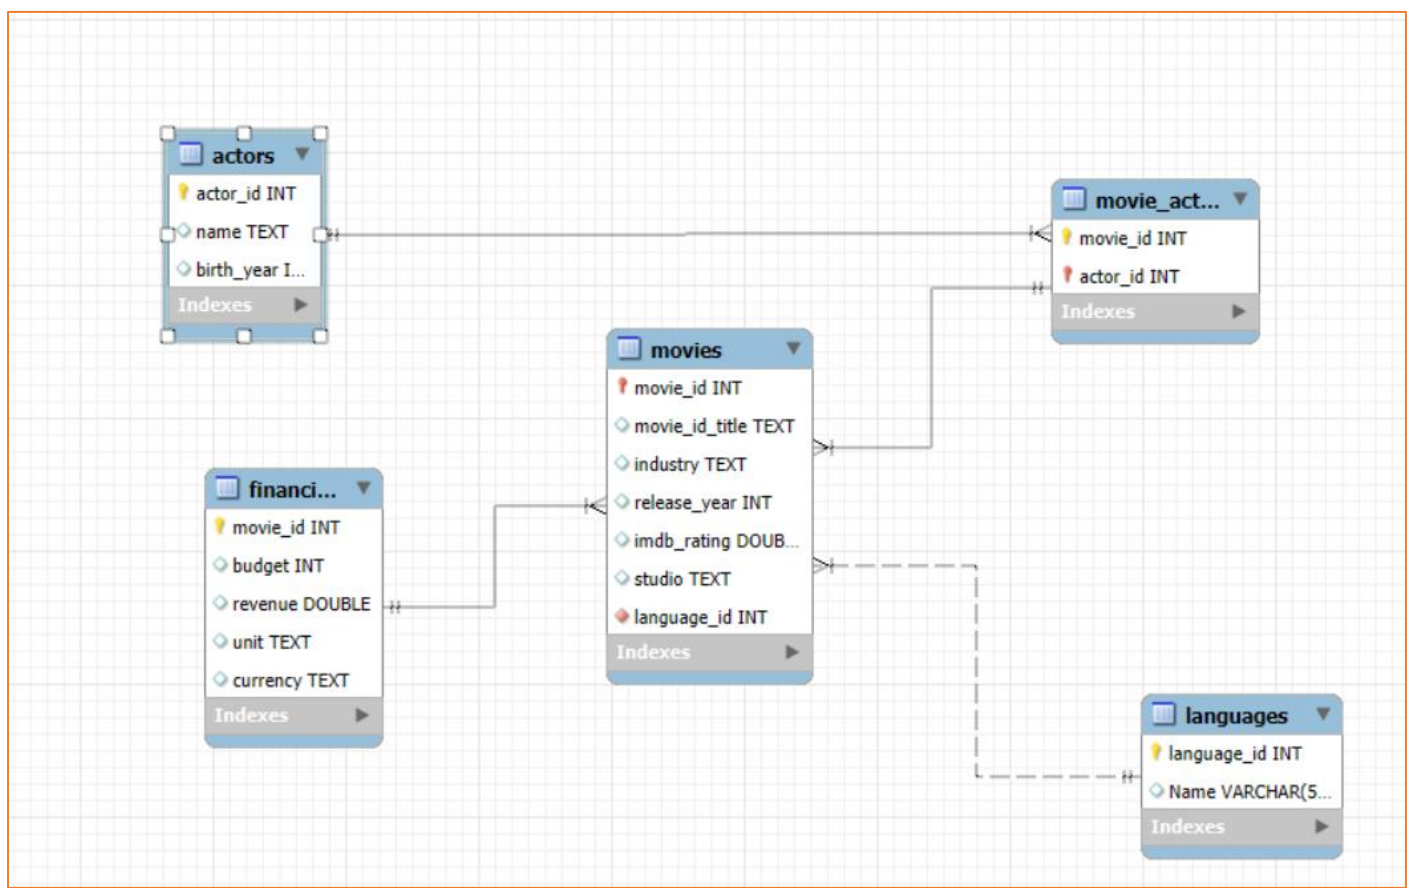 actors
actor_id INT
name TEXT
birth_year I...
Indexes
movie_act...
movie_id INT
actor_id INT
Indexes
movies
movie_id INT
movie_id_title TEXT
industry TEXT
release_year INT
imdb_rating DOUB...
studio TEXT
language_id INT
Indexes
financi...
movie_id INT
budget INT
revenue DOUBLE
unit TEXT
currency TEXT
Indexes
languages
language_id INT
Name VARCHAR(5...
Indexes